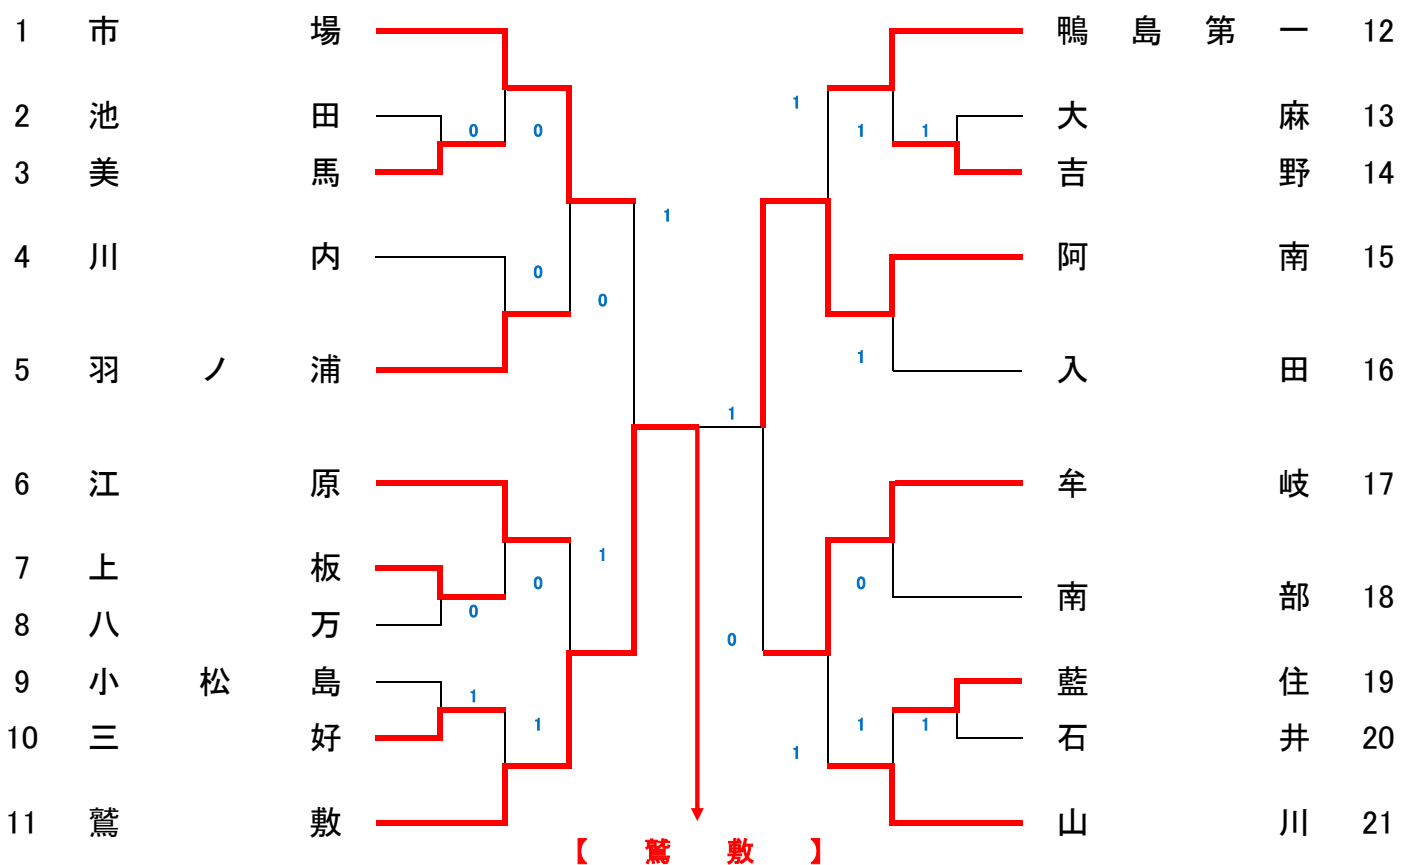 1 市 場 鴨 島 第 一 12
1
2 池 田 大 麻 13
0 0 1 1
3 美 馬 吉 野 14
1
4 川 内 阿 南 15
0
0
1
5 羽 ノ 浦 入 田 16
1
6 江 原 牟 岐 17
1
7 上 板
0 0
南 部 18
0
8 八 万
0
9 小 松 島 藍 住 19
1
1 1 1
10 三 好 石 井 20
1
11 鷲 敷 山 川 21
【 鷲 敷 】